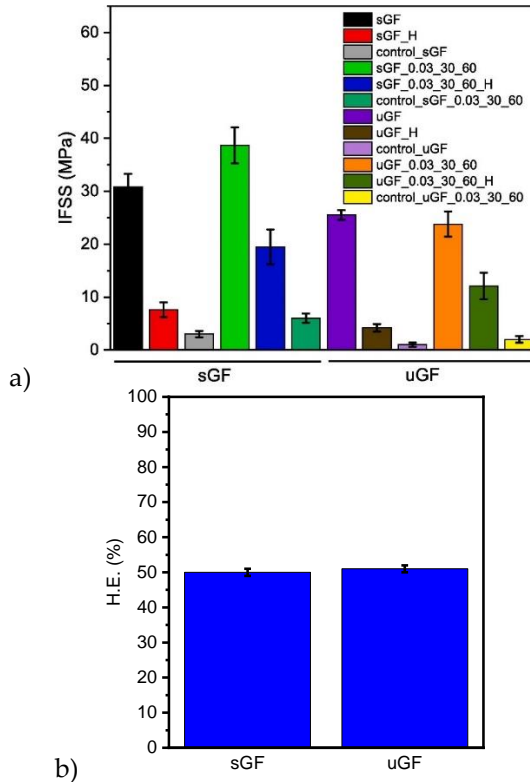 60
50
40
30
20
10
0
IFSS (MPa)
sGF
sGF_H
control_sGF
sGF_0.03_30_60
sGF_0.03_30_60_H
control_sGF_0.03_30_60
uGF
uGF_H
control_uGF
uGF_0.03_30_60
uGF_0.03_30_60_H
control_uGF_0.03_30_60
sGF uGF
a)
100
90
80
70
60
50
40
30
20
10
0
H.E. (%)
sGF uGF
b)